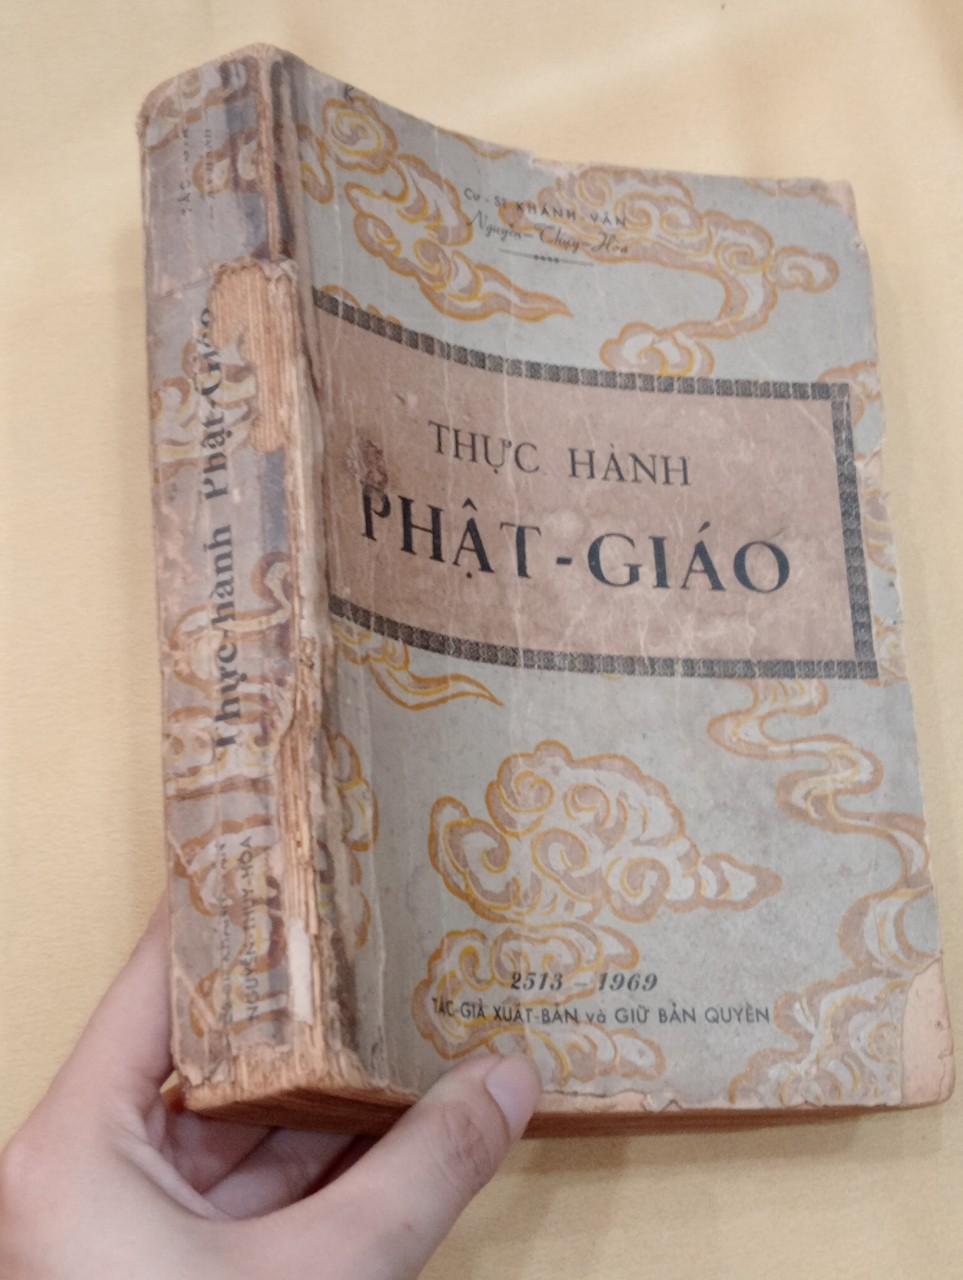 CƯ-SĨ KHÁNH-VÂN
Nguyễn-Thụy-Hòa
THỰC HÀNH
PHẬT-GIÁO
2513 - 1969
TÁC-GIẢ XUẤT-BẢN và GIỮ BẢN QUYỀN
Thực-hành Phật-Giáo
NGUYỄN-THỤY-HÒA